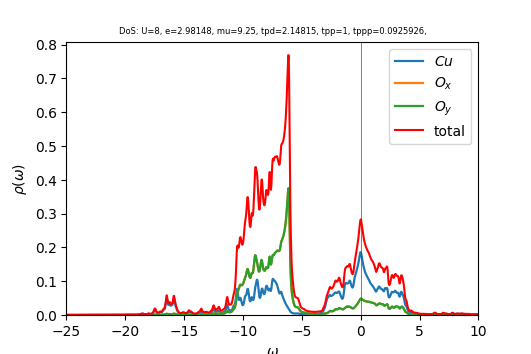 DoS: U=8, e=2.98148, mu=9.25, tpd=2.14815, tpp=1, tppp=0.0925926,
0.8
0.7
0.6
0.5
0.4
0.3
0.2
0.1
0.0
ρ(ω)
Cu
Oₓ
O_y
total
−25 −20 −15 −10 −5 0 5 10
ω